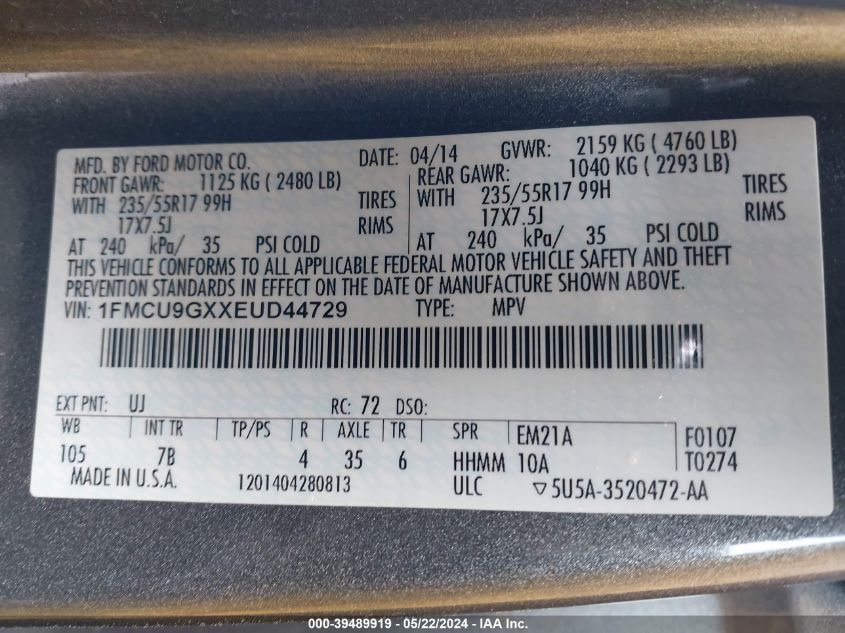 MFD. BY FORD MOTOR CO. DATE: 04/14 GVWR: 2159 KG ( 4760 LB)
FRONT GAWR: 1125 KG ( 2480 LB) REAR GAWR: 1040 KG ( 2293 LB)
WITH 235/55R17 99H TIRES WITH 235/55R17 99H TIRES
17X7.5J RIMS 17X7.5J RIMS
AT 240 kPa/ 35 PSI COLD AT 240 kPa/ 35 PSI COLD
THIS VEHICLE CONFORMS TO ALL APPLICABLE FEDERAL MOTOR VEHICLE SAFETY AND THEFT
PREVENTION STANDARDS IN EFFECT ON THE DATE OF MANUFACTURE SHOWN ABOVE.
VIN: 1FMCU9GXXEUD44729 TYPE: MPV
EXT PNT: UJ RC: 72 DSO:
WB INT TR TP/PS R AXLE TR SPR EM21A F0107
105 7B 4 35 6 HHMM 10A T0274
MADE IN U.S.A. 1201404280813 ULC ▽5U5A-3520472-AA
000-39489919 - 05/22/2024 - IAA Inc.